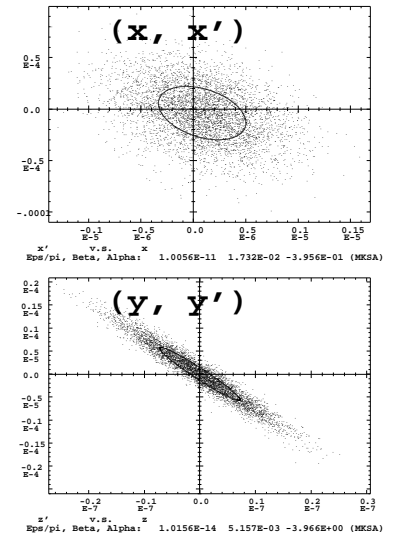 (x, x′)
0.5
E-4
0.0
-0.5
E-4
-.0001
-0.1 -0.5 0.0 0.5 0.1 0.15
E-5 E-6 E-6 E-5 E-5
x′ v.s. x
Eps/pi, Beta, Alpha: 1.0056E-11 1.732E-02 -3.956E-01 (MKSA)
(y, y′)
0.2
E-4
0.15
E-4
0.1
E-4
0.5
E-5
0.0
-0.5
E-5
-0.1
E-4
-0.15
E-4
-0.2
E-4
-0.2 -0.1 0.0 0.1 0.2 0.3
E-7 E-7 E-7 E-7 E-7
z′ v.s. z
Eps/pi, Beta, Alpha: 1.0156E-14 5.157E-03 -3.966E+00 (MKSA)